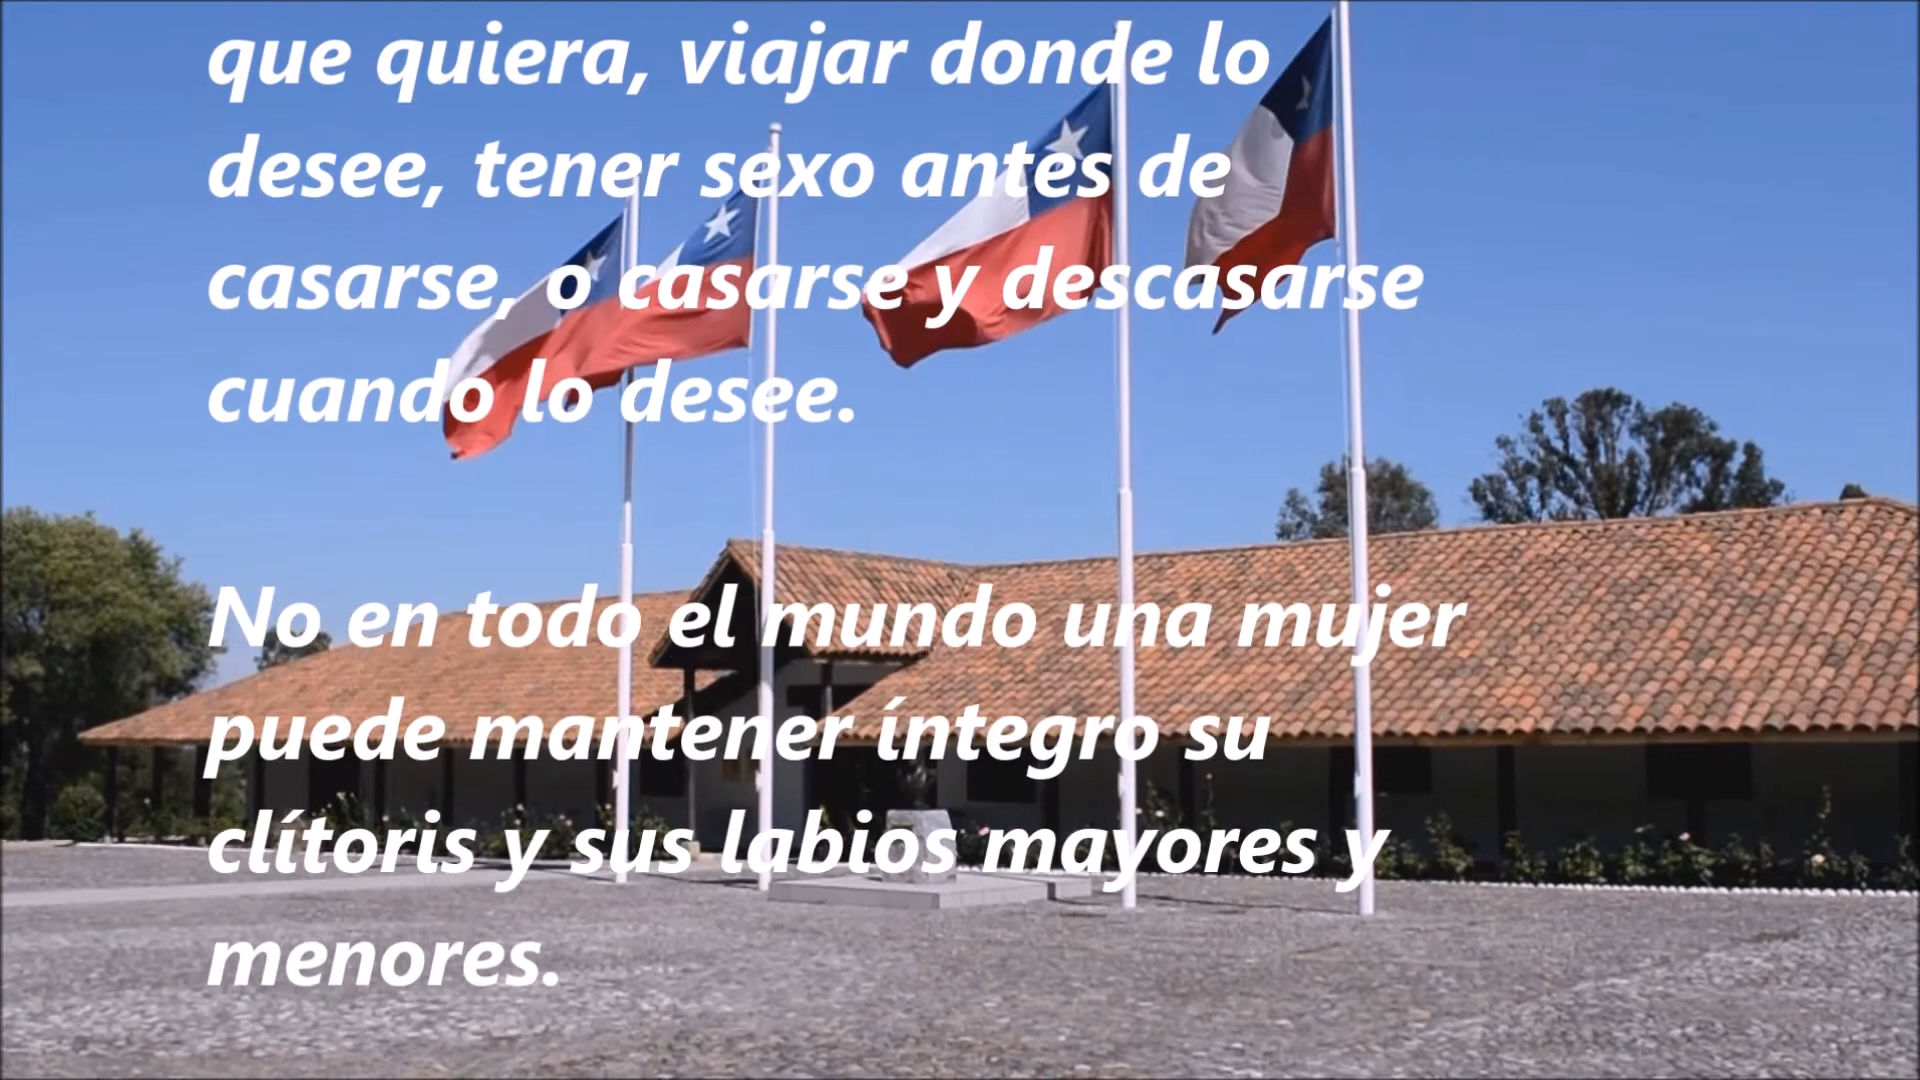 que quiera, viajar donde lo
desee, tener sexo antes de
casarse, o casarse y descasarse
cuando lo desee.
No en todo el mundo una mujer
puede mantener íntegro su
clítoris y sus labios mayores y
menores.